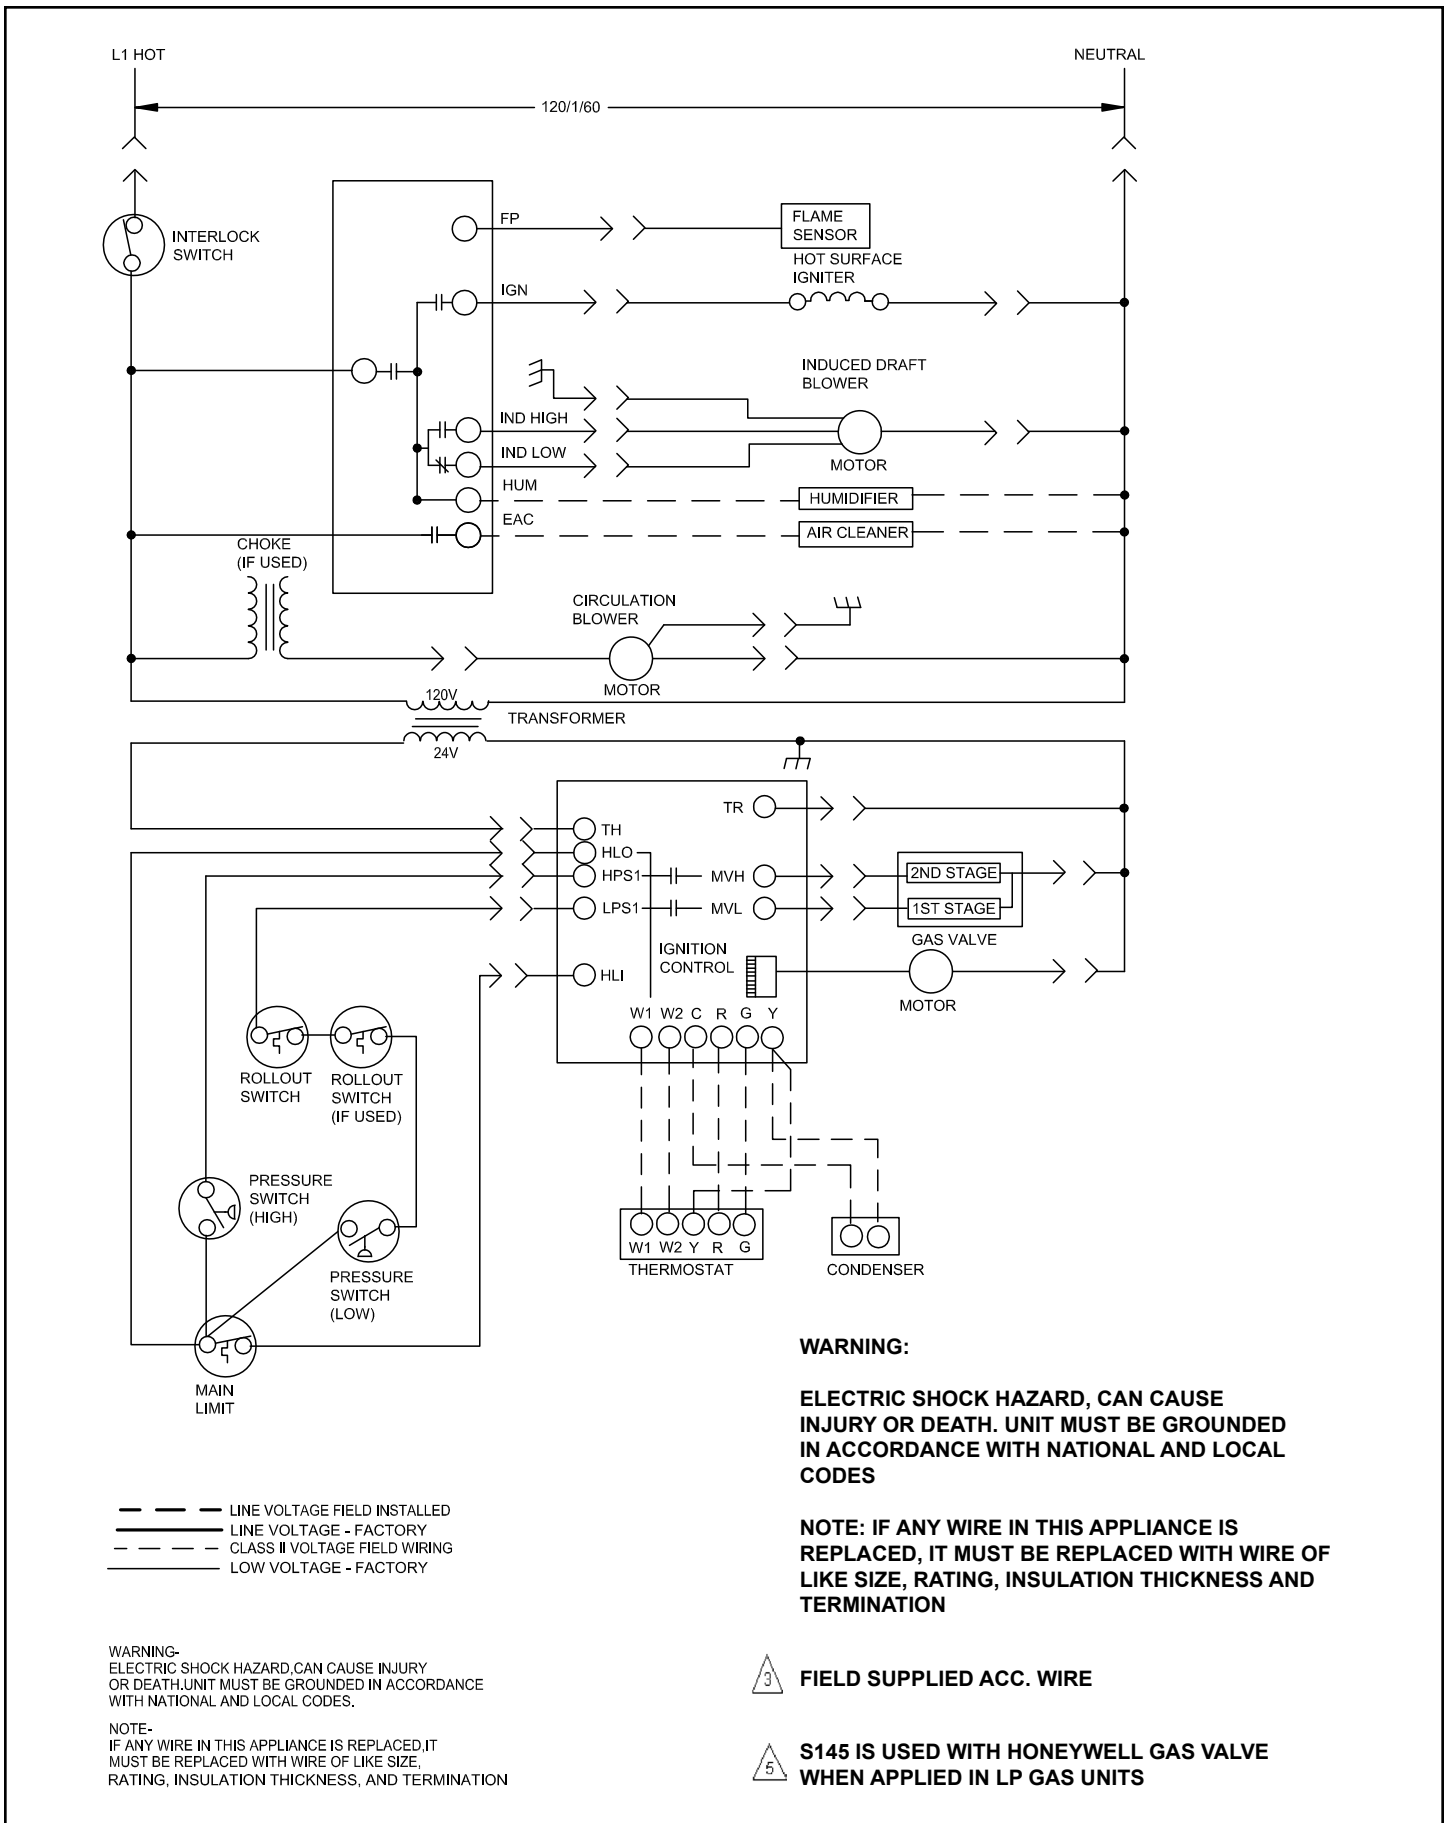 L1 HOT
NEUTRAL
120/1/60
INTERLOCK
SWITCH
FP
FLAME
SENSOR
HOT SURFACE
IGNITER
IGN
INDUCED DRAFT
BLOWER
IND HIGH
IND LOW
MOTOR
HUM
HUMIDIFIER
EAC
AIR CLEANER
CHOKE
(IF USED)
CIRCULATION
BLOWER
MOTOR
120V
TRANSFORMER
24V
TR
TH
HLO
HPS1
MVH
2ND STAGE
LPS1
MVL
1ST STAGE
GAS VALVE
IGNITION
CONTROL
HLI
MOTOR
W1 W2 C R G Y
ROLLOUT
SWITCH
ROLLOUT
SWITCH
(IF USED)
PRESSURE
SWITCH
(HIGH)
W1 W2 Y R G
THERMOSTAT
CONDENSER
PRESSURE
SWITCH
(LOW)
MAIN
LIMIT
WARNING:
ELECTRIC SHOCK HAZARD, CAN CAUSE
INJURY OR DEATH. UNIT MUST BE GROUNDED
IN ACCORDANCE WITH NATIONAL AND LOCAL
CODES
NOTE: IF ANY WIRE IN THIS APPLIANCE IS
REPLACED, IT MUST BE REPLACED WITH WIRE OF
LIKE SIZE, RATING, INSULATION THICKNESS AND
TERMINATION
LINE VOLTAGE FIELD INSTALLED
LINE VOLTAGE - FACTORY
CLASS II VOLTAGE FIELD WIRING
LOW VOLTAGE - FACTORY
WARNING-
ELECTRIC SHOCK HAZARD,CAN CAUSE INJURY
OR DEATH.UNIT MUST BE GROUNDED IN ACCORDANCE
WITH NATIONAL AND LOCAL CODES.
NOTE-
IF ANY WIRE IN THIS APPLIANCE IS REPLACED,IT
MUST BE REPLACED WITH WIRE OF LIKE SIZE,
RATING, INSULATION THICKNESS, AND TERMINATION
3 FIELD SUPPLIED ACC. WIRE
5 S145 IS USED WITH HONEYWELL GAS VALVE
WHEN APPLIED IN LP GAS UNITS